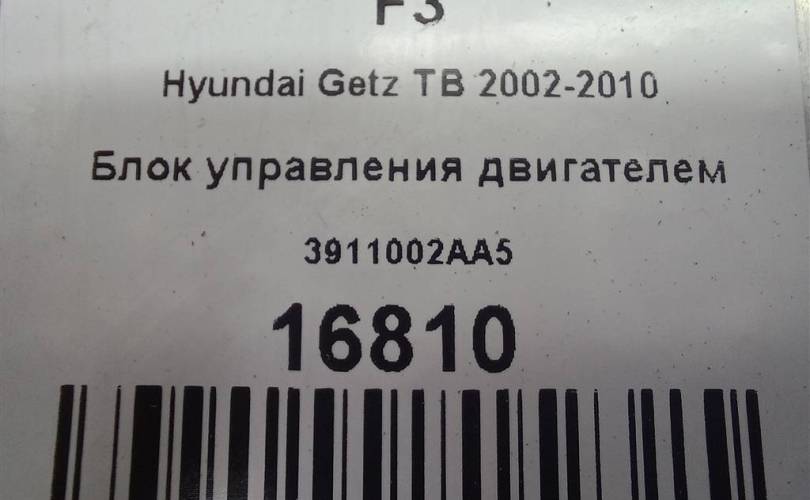 F3
Hyundai Getz TB 2002-2010
Блок управления двигателем
3911002AA5
16810